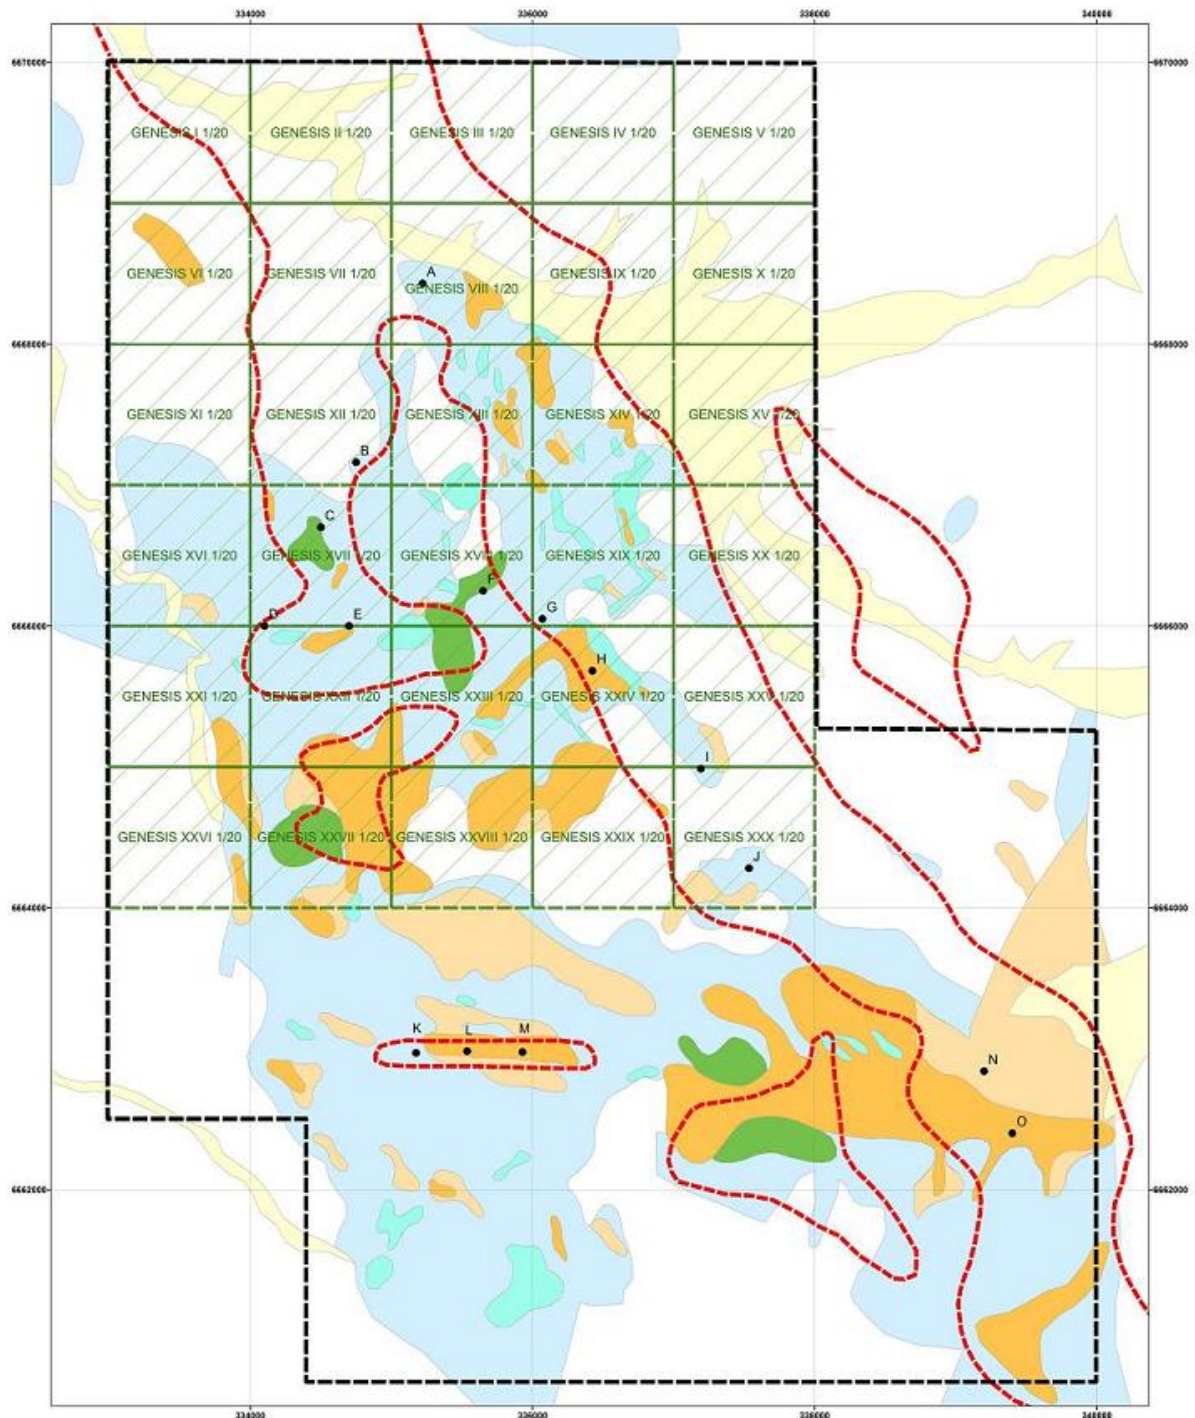 334000 336000 338000 340000
6670000 6670000
GENESIS I 1/20 GENESIS II 1/20 GENESIS III 1/20 GENESIS IV 1/20 GENESIS V 1/20
A
GENESIS VI 1/20 GENESIS VII 1/20 GENESIS VIII 1/20 GENESIS IX 1/20 GENESIS X 1/20
6668000 6668000
GENESIS XI 1/20 GENESIS XII 1/20 GENESIS XIII 1/20 GENESIS XIV 1/20 GENESIS XV 1/20
B
C
GENESIS XVI 1/20 GENESIS XVII 1/20 GENESIS XVIII 1/20 GENESIS XIX 1/20 GENESIS XX 1/20
F
D E G
6666000 6666000
H
GENESIS XXI 1/20 GENESIS XXII 1/20 GENESIS XXIII 1/20 GENESIS XXIV 1/20 GENESIS XXV 1/20
I
GENESIS XXVI 1/20 GENESIS XXVII 1/20 GENESIS XXVIII 1/20 GENESIS XXIX 1/20 GENESIS XXX 1/20
J
6664000 6664000
K L M
N
O
6662000 6662000
334000 336000 338000 340000